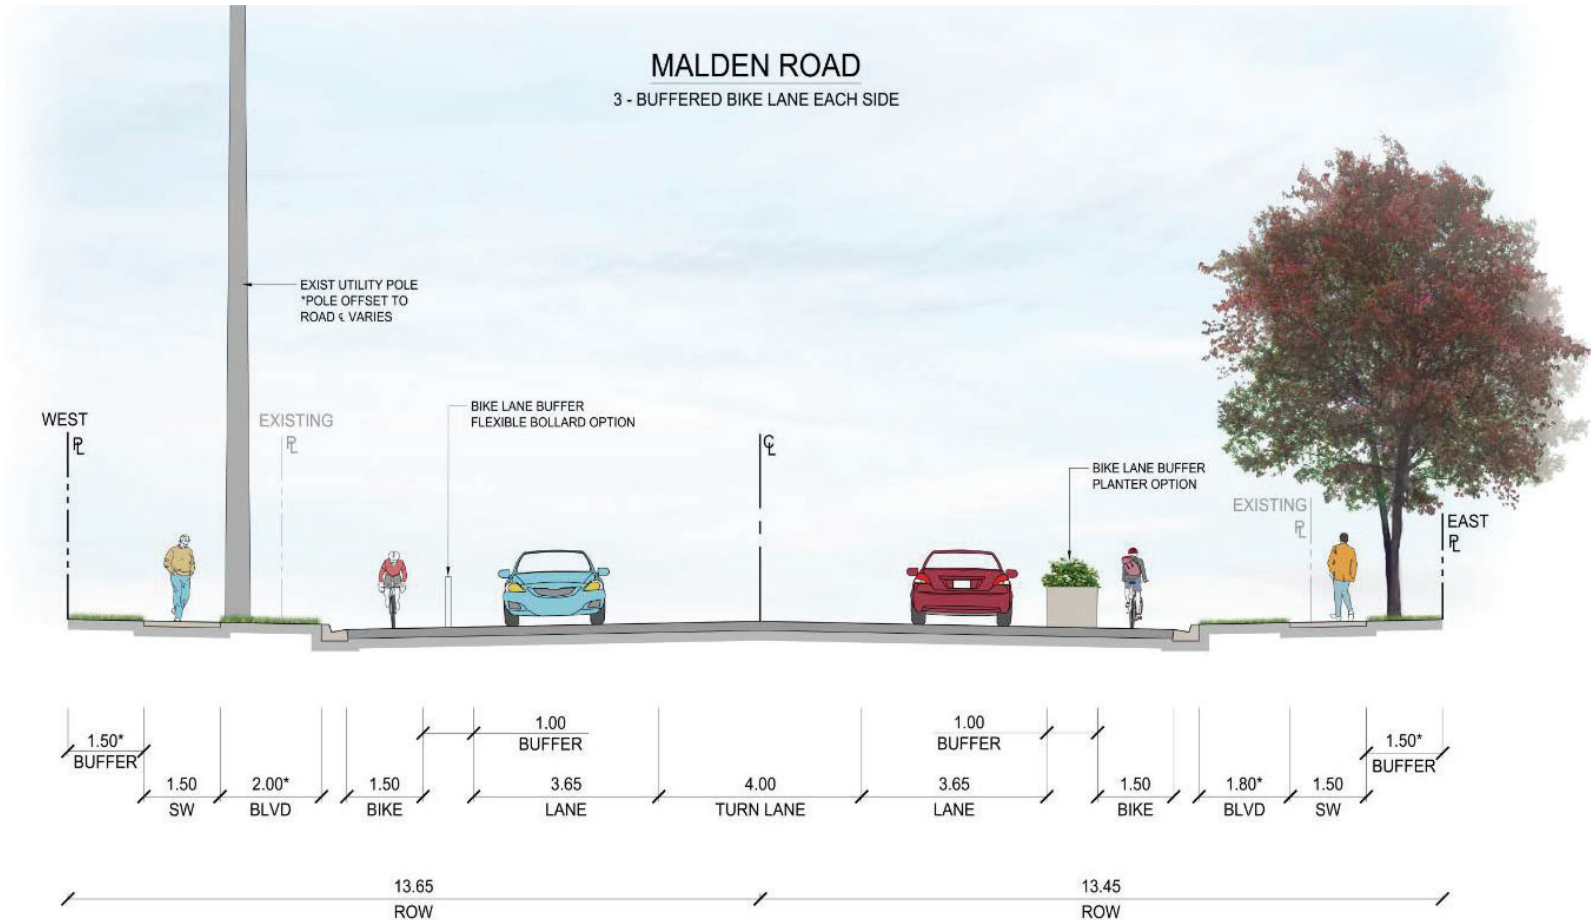 MALDEN ROAD
3 - BUFFERED BIKE LANE EACH SIDE
EXIST UTILITY POLE
*POLE OFFSET TO
ROAD ℄ VARIES
BIKE LANE BUFFER
FLEXIBLE BOLLARD OPTION
WEST
℄
EXISTING
PL
PL
BIKE LANE BUFFER
PLANTER OPTION
EXISTING
PL
EAST
PL
1.00
BUFFER
1.00
BUFFER
1.50*
BUFFER
1.50*
BUFFER
1.50
SW
2.00*
BLVD
1.50
BIKE
3.65
LANE
4.00
TURN LANE
3.65
LANE
1.50
BIKE
1.80*
BLVD
1.50
SW
13.65
ROW
13.45
ROW